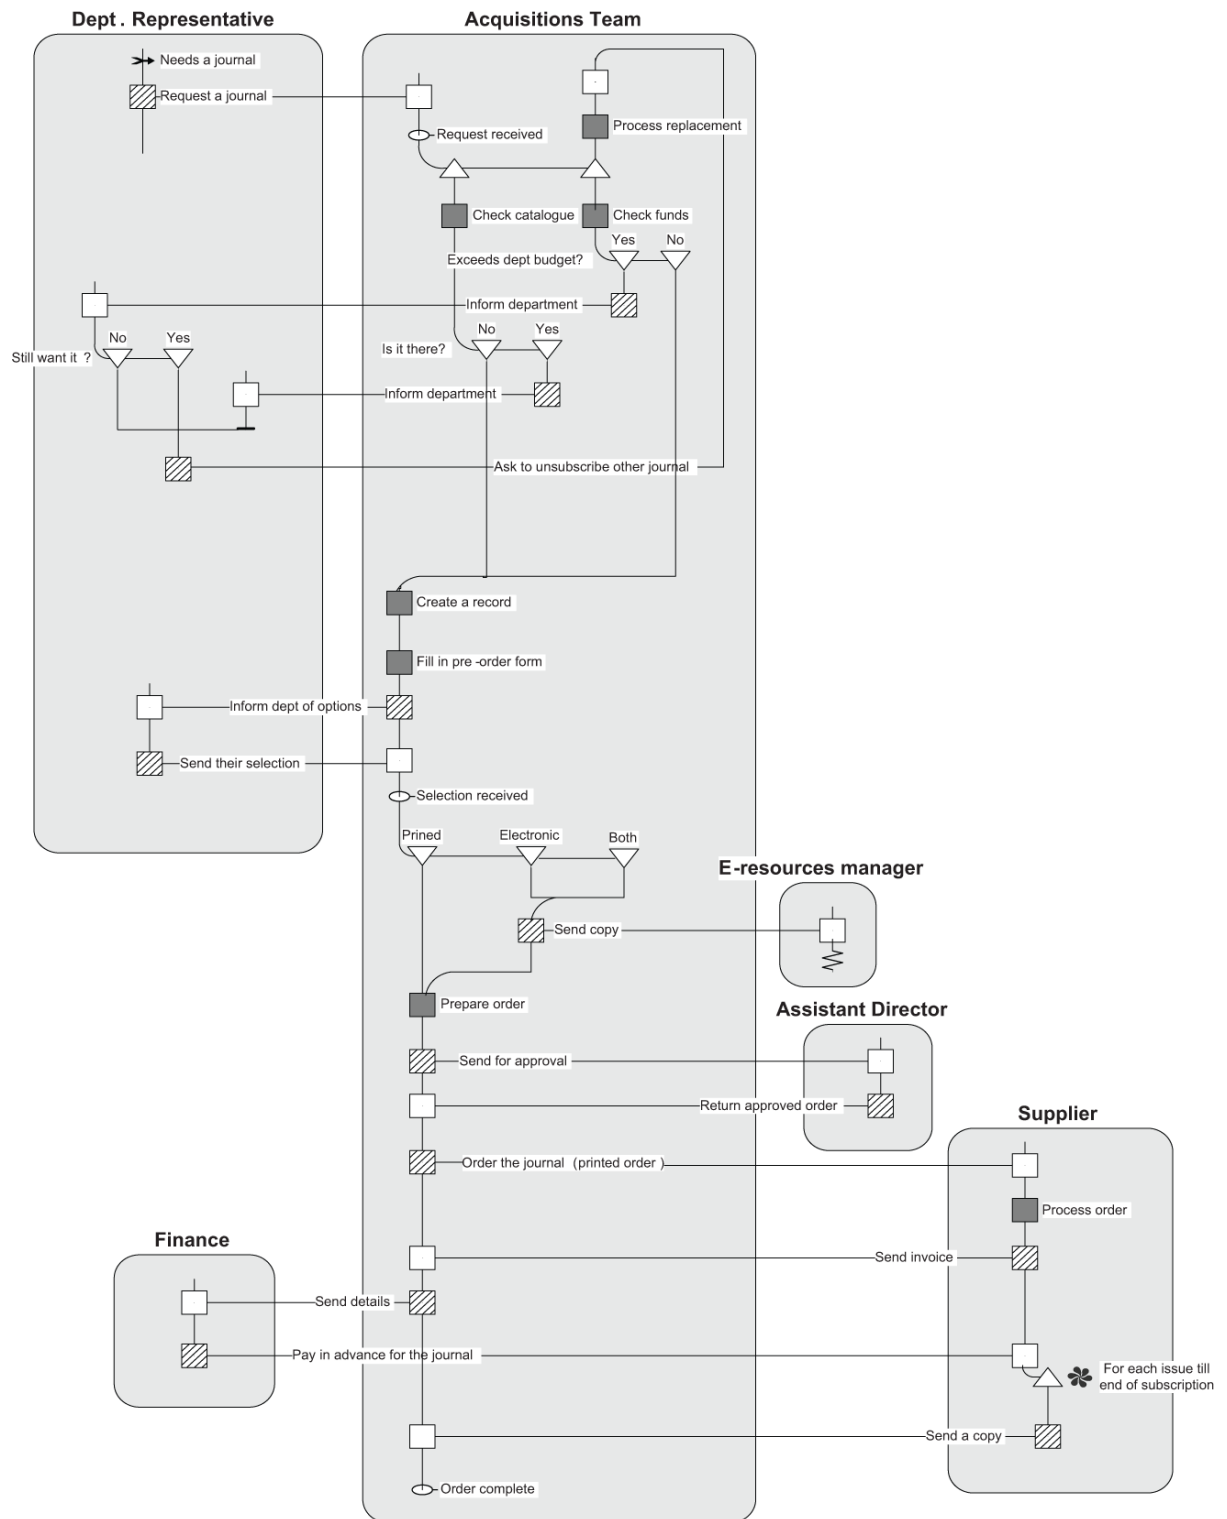 Dept . Representative
Acquisitions Team
Needs a journal
Request a journal
Process replacement
Request received
Check catalogue
Check funds
Yes
No
Exceeds dept budget?
Inform department
No
Yes
Still want it ?
No
Yes
Is it there?
Inform department
Ask to unsubscribe other journal
Create a record
Fill in pre -order form
Inform dept of options
Send their selection
Selection received
Prined
Electronic
Both
E-resources manager
Send copy
Prepare order
Assistant Director
Send for approval
Return approved order
Supplier
Order the journal (printed order )
Process order
Finance
Send invoice
Send details
Pay in advance for the journal
For each issue till
end of subscription
Send a copy
Order complete